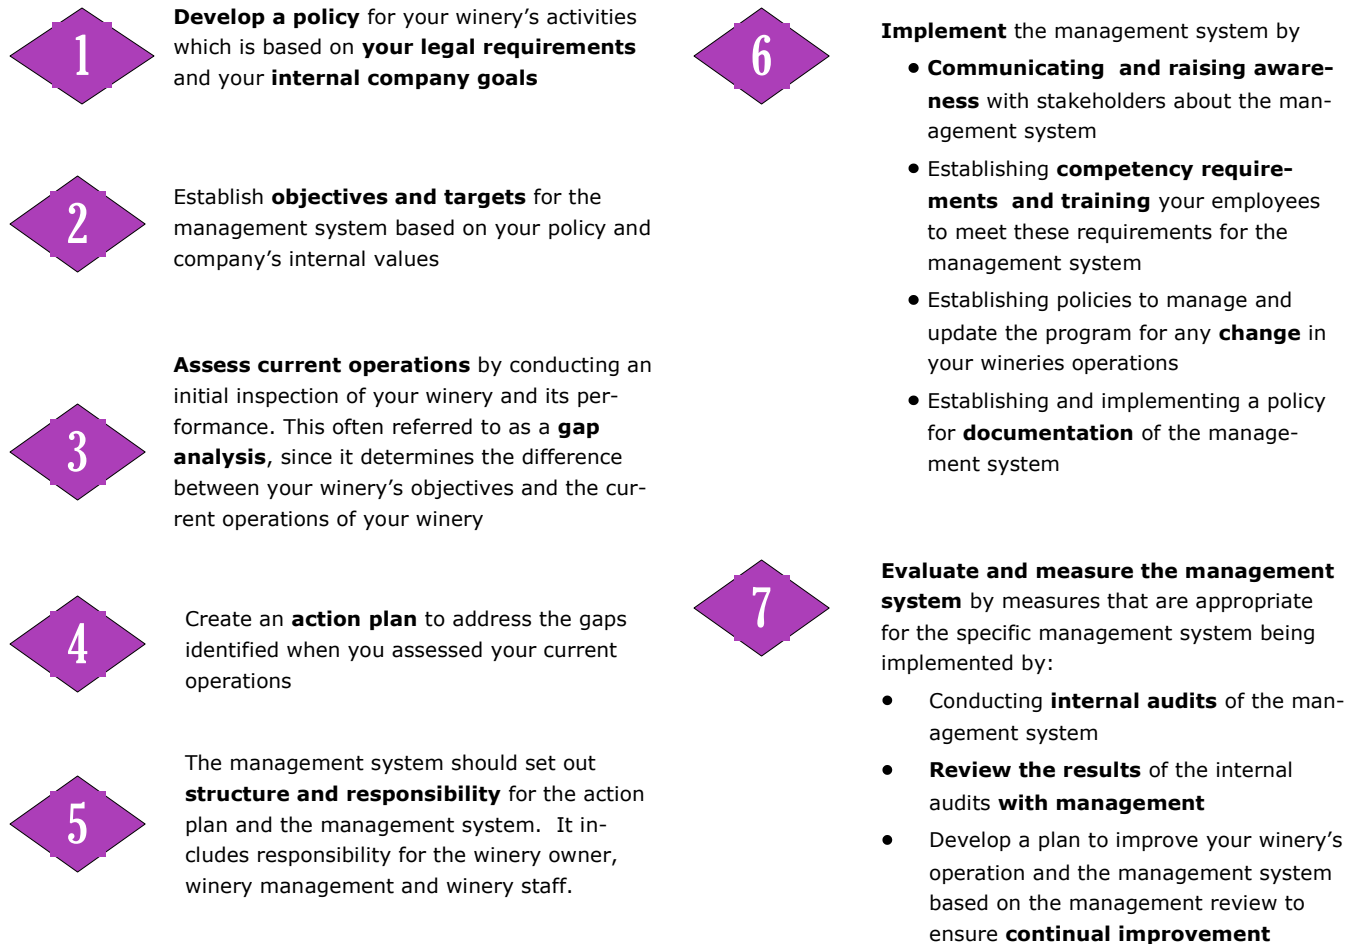 1
Develop a policy for your winery’s activities
which is based on your legal requirements
and your internal company goals
2
Establish objectives and targets for the
management system based on your policy and
company’s internal values
3
Assess current operations by conducting an
initial inspection of your winery and its per-
formance. This often referred to as a gap
analysis, since it determines the difference
between your winery’s objectives and the cur-
rent operations of your winery
4
Create an action plan to address the gaps
identified when you assessed your current
operations
5
The management system should set out
structure and responsibility for the action
plan and the management system.  It in-
cludes responsibility for the winery owner,
winery management and winery staff.
6
Implement the management system by
• Communicating  and raising aware-
ness with stakeholders about the man-
agement system
• Establishing competency require-
ments  and training your employees
to meet these requirements for the
management system
• Establishing policies to manage and
update the program for any change in
your wineries operations
• Establishing and implementing a policy
for documentation of the manage-
ment system
7
Evaluate and measure the management
system by measures that are appropriate
for the specific management system being
implemented by:
• Conducting internal audits of the man-
agement system
• Review the results of the internal
audits with management
• Develop a plan to improve your winery’s
operation and the management system
based on the management review to
ensure continual improvement